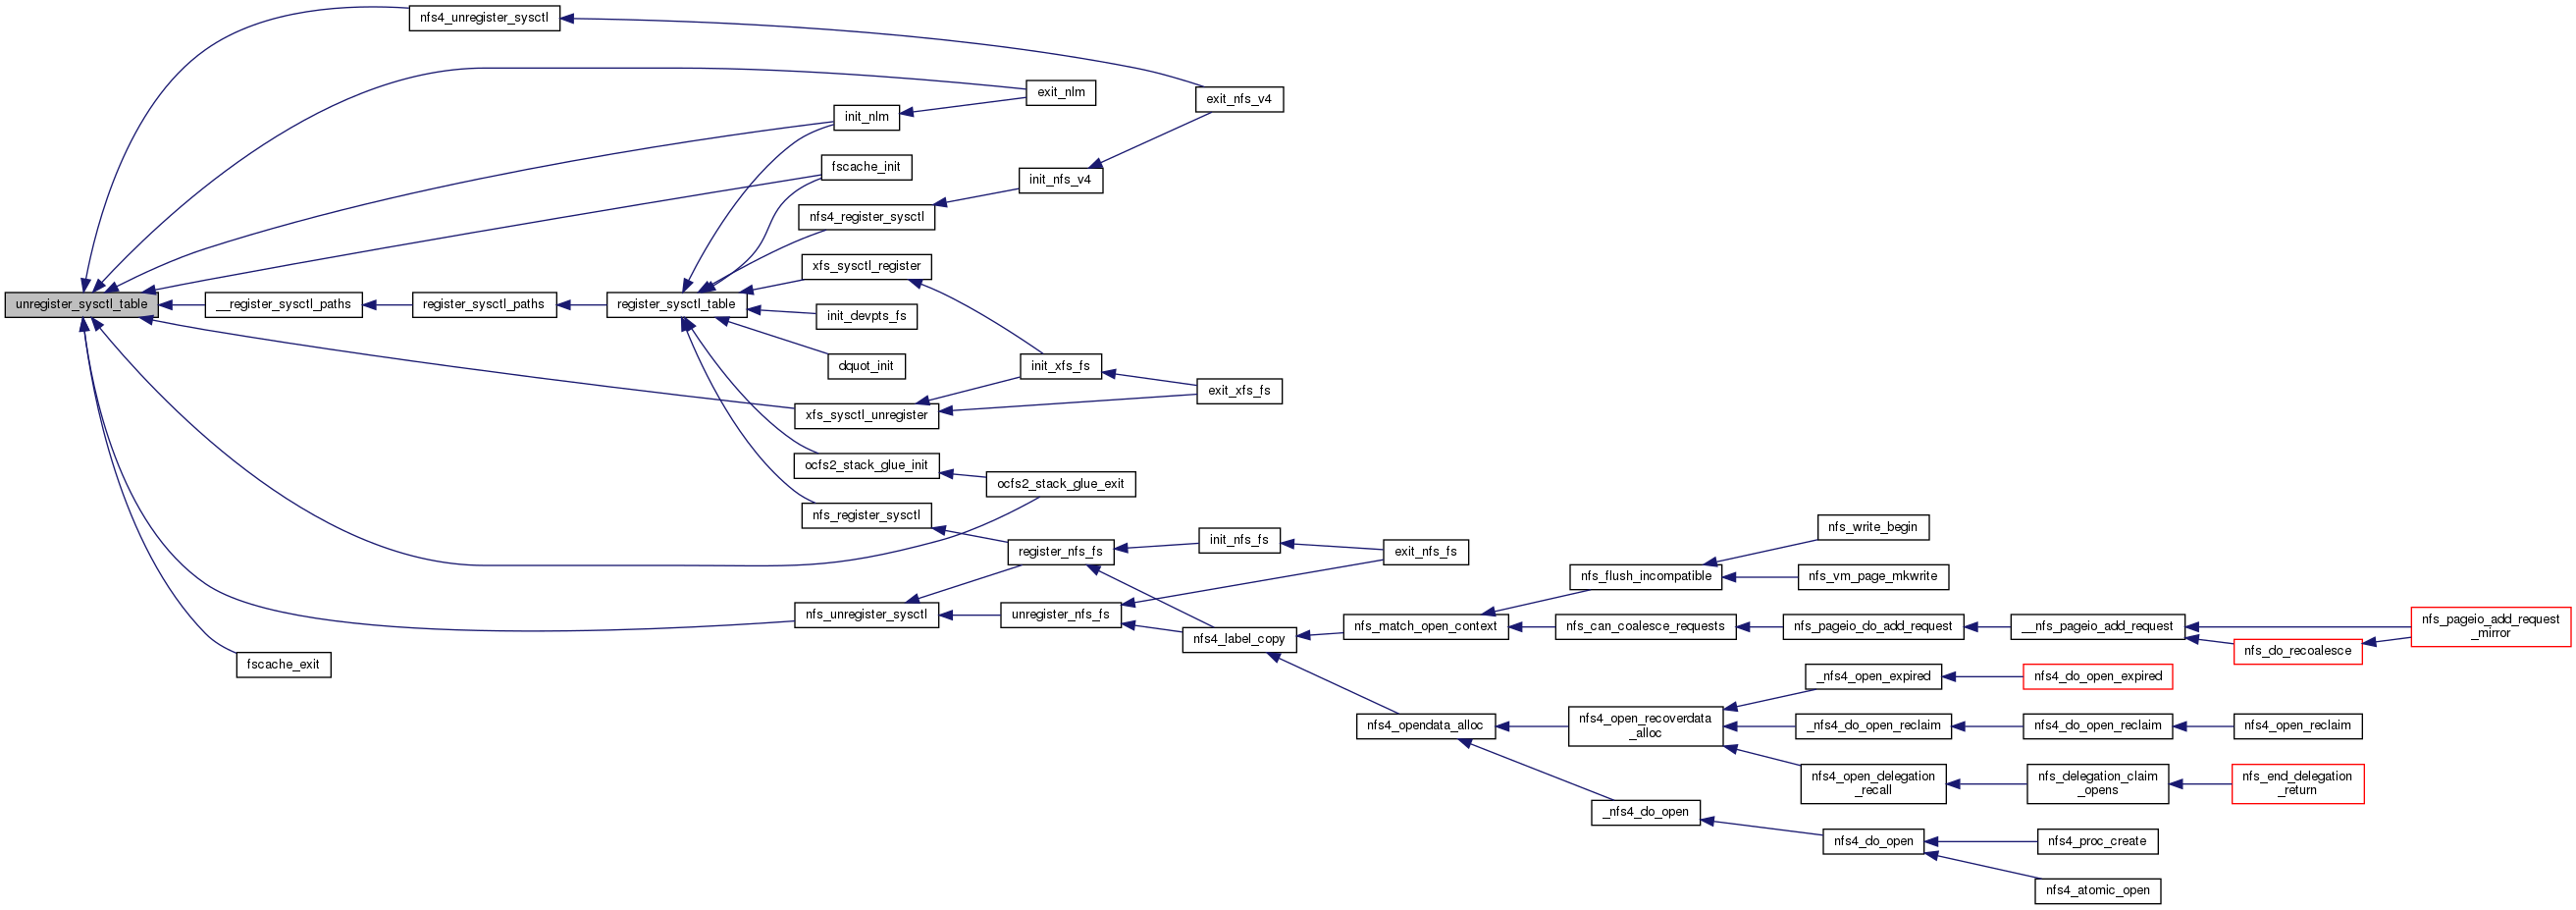 nfs4_unregister_sysctl
exit_nlm
exit_nfs_v4
init_nlm
fscache_init
init_nfs_v4
nfs4_register_sysctl
xfs_sysctl_register
unregister_sysctl_table
__register_sysctl_paths
register_sysctl_paths
register_sysctl_table
init_devpts_fs
dquot_init
init_xfs_fs
exit_xfs_fs
xfs_sysctl_unregister
ocfs2_stack_glue_init
ocfs2_stack_glue_exit
nfs_register_sysctl
register_nfs_fs
init_nfs_fs
exit_nfs_fs
nfs_write_begin
nfs_flush_incompatible
nfs_vm_page_mkwrite
nfs_unregister_sysctl
unregister_nfs_fs
nfs4_label_copy
nfs_match_open_context
nfs_can_coalesce_requests
nfs_pageio_do_add_request
__nfs_pageio_add_request
nfs_pageio_add_request
_mirror
nfs_do_recoalesce
fscache_exit
_nfs4_open_expired
nfs4_do_open_expired
nfs4_opendata_alloc
nfs4_open_recoverdata
_alloc
_nfs4_do_open_reclaim
nfs4_do_open_reclaim
nfs4_open_reclaim
nfs4_open_delegation
_recall
nfs_delegation_claim
_opens
nfs_end_delegation
_return
_nfs4_do_open
nfs4_do_open
nfs4_proc_create
nfs4_atomic_open